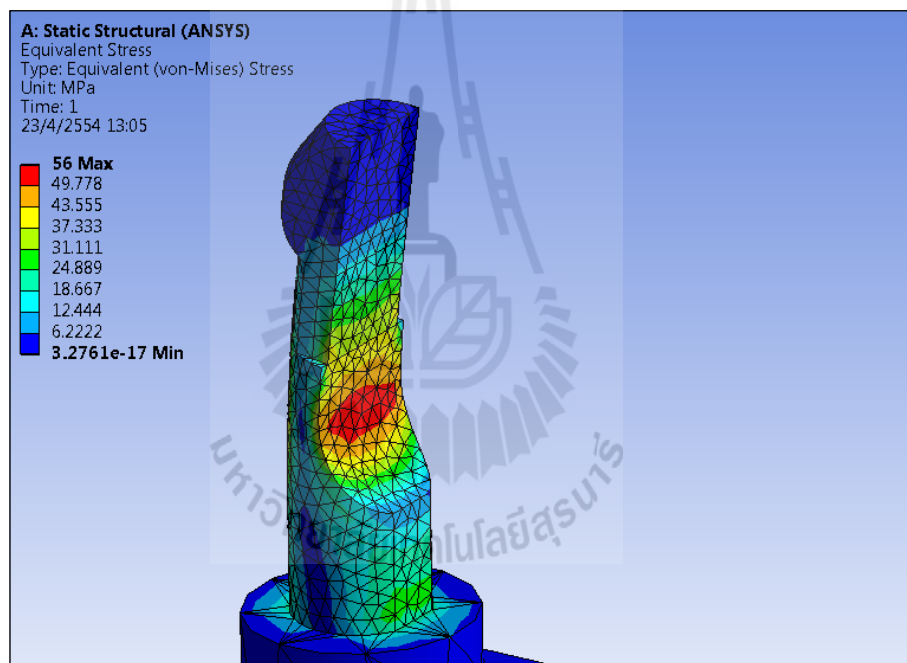 A: Static Structural (ANSYS)
Equivalent Stress
Type: Equivalent (von-Mises) Stress
Unit: MPa
Time: 1
23/4/2554 13:05
56 Max
49.778
43.555
37.333
31.111
24.889
18.667
12.444
6.2222
3.2761e-17 Min